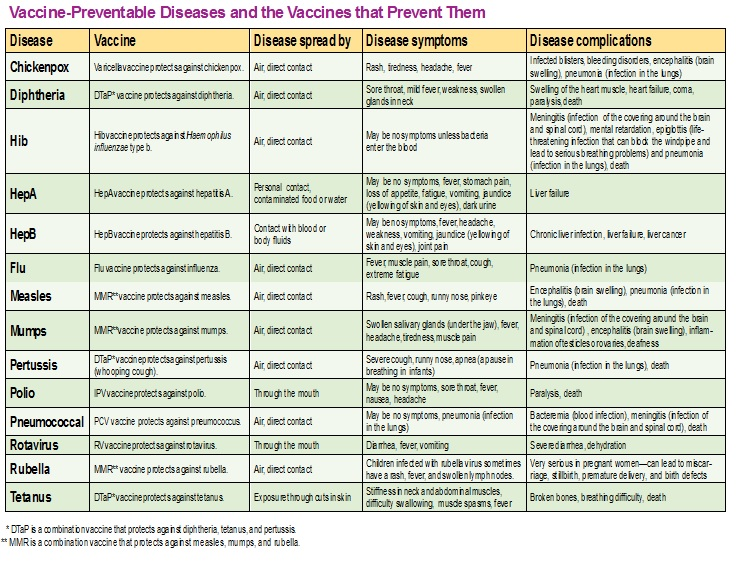 Vaccine-Preventable Diseases and the Vaccines that Prevent Them
Disease Vaccine Disease spread by Disease symptoms Disease complications
Chickenpox Varicella vaccine protects against chickenpox. Air, direct contact Rash, tiredness, headache, fever Infected blisters, bleeding disorders, encephalitis (brain
swelling), pneumonia (infection in the lungs)
Diphtheria DTaP* vaccine protects against diphtheria. Air, direct contact Sore throat, mild fever, weakness, swollen
glands in neck Swelling of the heart muscle, heart failure, coma,
paralysis, death
Hib Hib vaccine protects against Haemophilus
influenzae type b. Air, direct contact May be no symptoms unless bacteria
enter the blood Meningitis (infection of the covering around the brain
and spinal cord), mental retardation, epiglottis (life-
threatening infection that can block the windpipe and
lead to serious breathing problems) and pneumonia
(infection in the lungs), death
HepA HepA vaccine protects against hepatitis A. Personal contact,
contaminated food or water May be no symptoms, fever, stomach pain,
loss of appetite, fatigue, vomiting, jaundice
(yellowing of skin and eyes), dark urine Liver failure
HepB HepB vaccine protects against hepatitis B. Contact with blood or
body fluids May be no symptoms, fever, headache,
weakness, vomiting, jaundice (yellowing of
skin and eyes), joint pain Chronic liver infection, liver failure, liver cancer
Flu Flu vaccine protects against influenza. Air, direct contact Fever, muscle pain, sore throat, cough,
extreme fatigue Pneumonia (infection in the lungs)
Measles MMR** vaccine protects against measles. Air, direct contact Rash, fever, cough, runny nose, pinkeye Encephalitis (brain swelling), pneumonia (infection in
the lungs), death
Mumps MMR** vaccine protects against mumps. Air, direct contact Swollen salivary glands (under the jaw), fever,
headache, tiredness, muscle pain Meningitis (infection of the covering around the brain
and spinal cord) , encephalitis (brain swelling), inflam-
mation of testicles or ovaries, deafness
Pertussis DTaP* vaccine protects against pertussis
(whooping cough). Air, direct contact Severe cough, runny nose, apnea (a pause in
breathing in infants) Pneumonia (infection in the lungs), death
Polio IPV vaccine protects against polio. Through the mouth May be no symptoms, sore throat, fever,
nausea, headache Paralysis, death
Pneumococcal PCV vaccine protects against pneumococcus. Air, direct contact May be no symptoms, pneumonia (infection
in the lungs) Bacteremia (blood infection), meningitis (infection of
the covering around the brain and spinal cord), death
Rotavirus RV vaccine protects against rotavirus. Through the mouth Diarrhea, fever, vomiting Severe diarrhea, dehydration
Rubella MMR** vaccine protects against rubella. Air, direct contact Children infected with rubella virus sometimes
have a rash, fever, and swollen lymph nodes. Very serious in pregnant women—can lead to miscar-
riage, stillbirth, premature delivery, and birth defects
Tetanus DTaP* vaccine protects against tetanus. Exposure through cuts in skin Stiffness in neck and abdominal muscles,
difficulty swallowing, muscle spasms, fever Broken bones, breathing difficulty, death
* DTaP is a combination vaccine that protects against diphtheria, tetanus, and pertussis.
** MMR is a combination vaccine that protects against measles, mumps, and rubella.